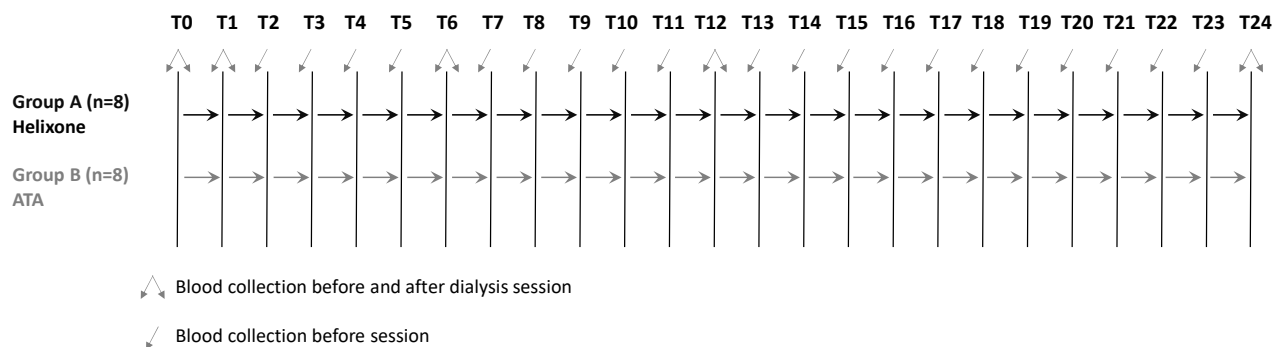 T0 T1 T2 T3 T4 T5 T6 T7 T8 T9 T10 T11 T12 T13 T14 T15 T16 T17 T18 T19 T20 T21 T22 T23 T24
Group A (n=8)
Helixone
Group B (n=8)
ATA
Blood collection before and after dialysis session
Blood collection before session